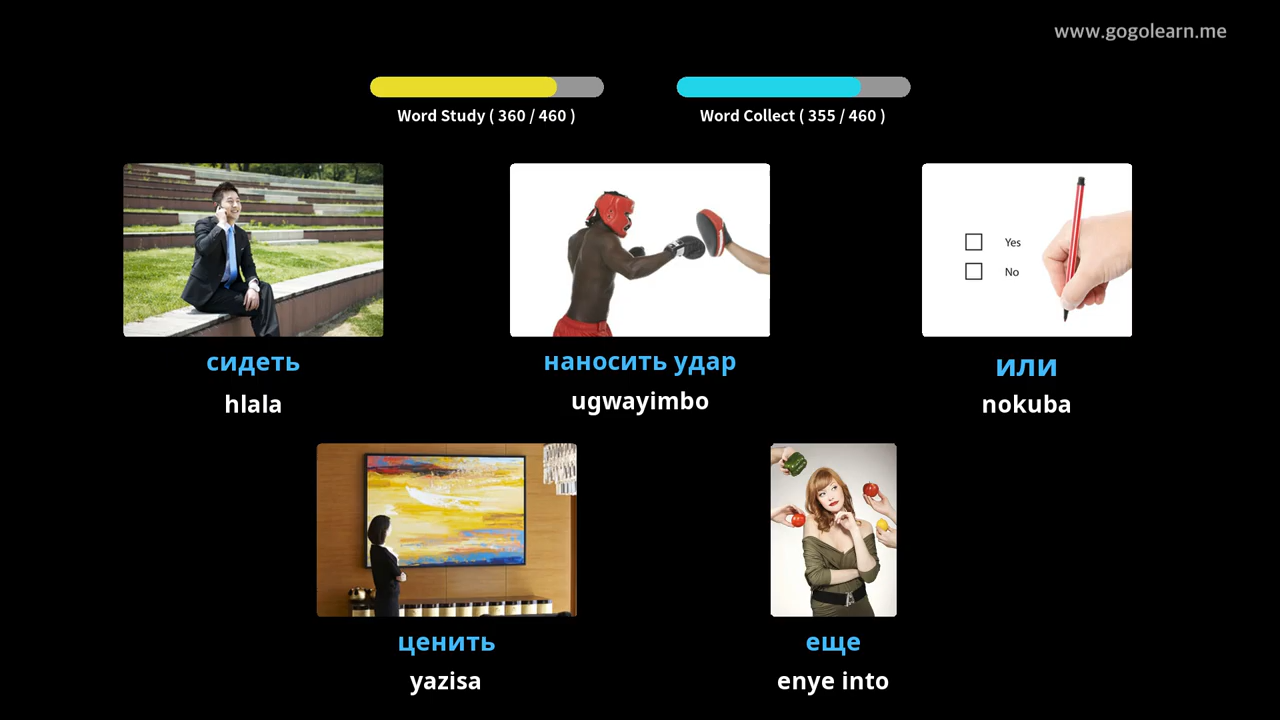 www.gogolearn.me
Word Study ( 360 / 460 )
Word Collect ( 355 / 460 )
Yes
No
сидеть
hlala
наносить удар
ugwayimbo
или
nokuba
ценить
yazisa
еще
enye into